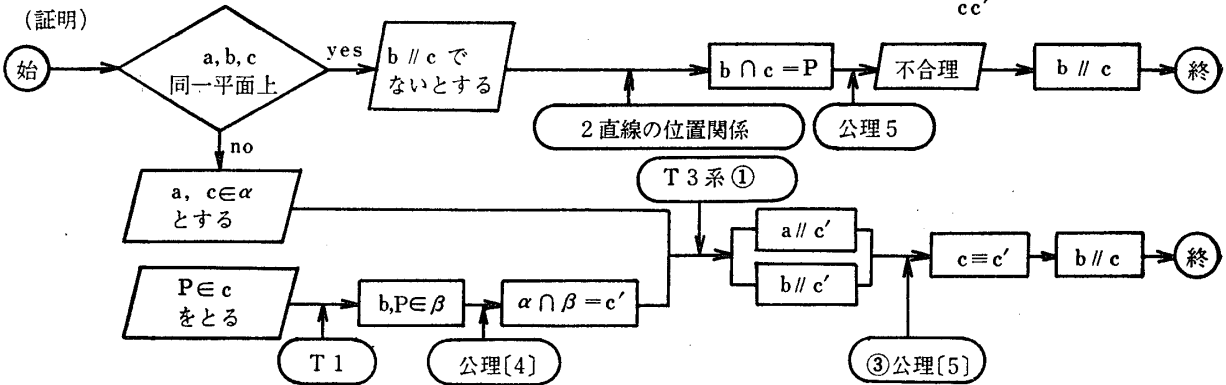 cc′
(証明)
始
a, b, c
同一平面上
yes
b // c で
ないとする
b ∩ c = P
不合理
b // c
終
2直線の位置関係
公理5
no
a, c∈α
とする
T3系①
a // c′
b // c′
c≡c′
b // c
終
P∈c
をとる
b,P∈β
α∩β=c′
T1
公理〔4〕
③公理〔5〕